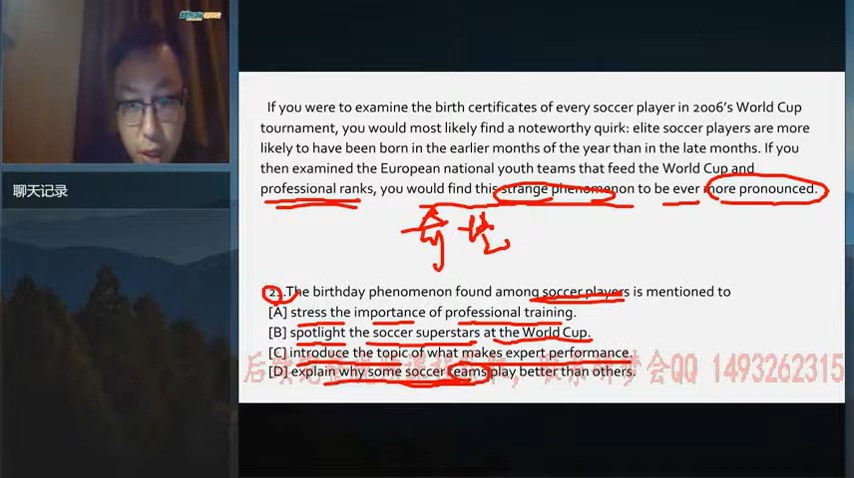 聊天记录
If you were to examine the birth certificates of every soccer player in 2006's World Cup
tournament, you would most likely find a noteworthy quirk: elite soccer players are more
likely to have been born in the earlier months of the year than in the late months. If you
then examined the European national youth teams that feed the World Cup and
professional ranks, you would find this strange phenomenon to be ever more pronounced.
奇怪
2. The birthday phenomenon found among soccer players is mentioned to
[A] stress the importance of professional training.
[B] spotlight the soccer superstars at the World Cup.
[C] introduce the topic of what makes expert performance.
[D] explain why some soccer teams play better than others.
QQ 1493262315